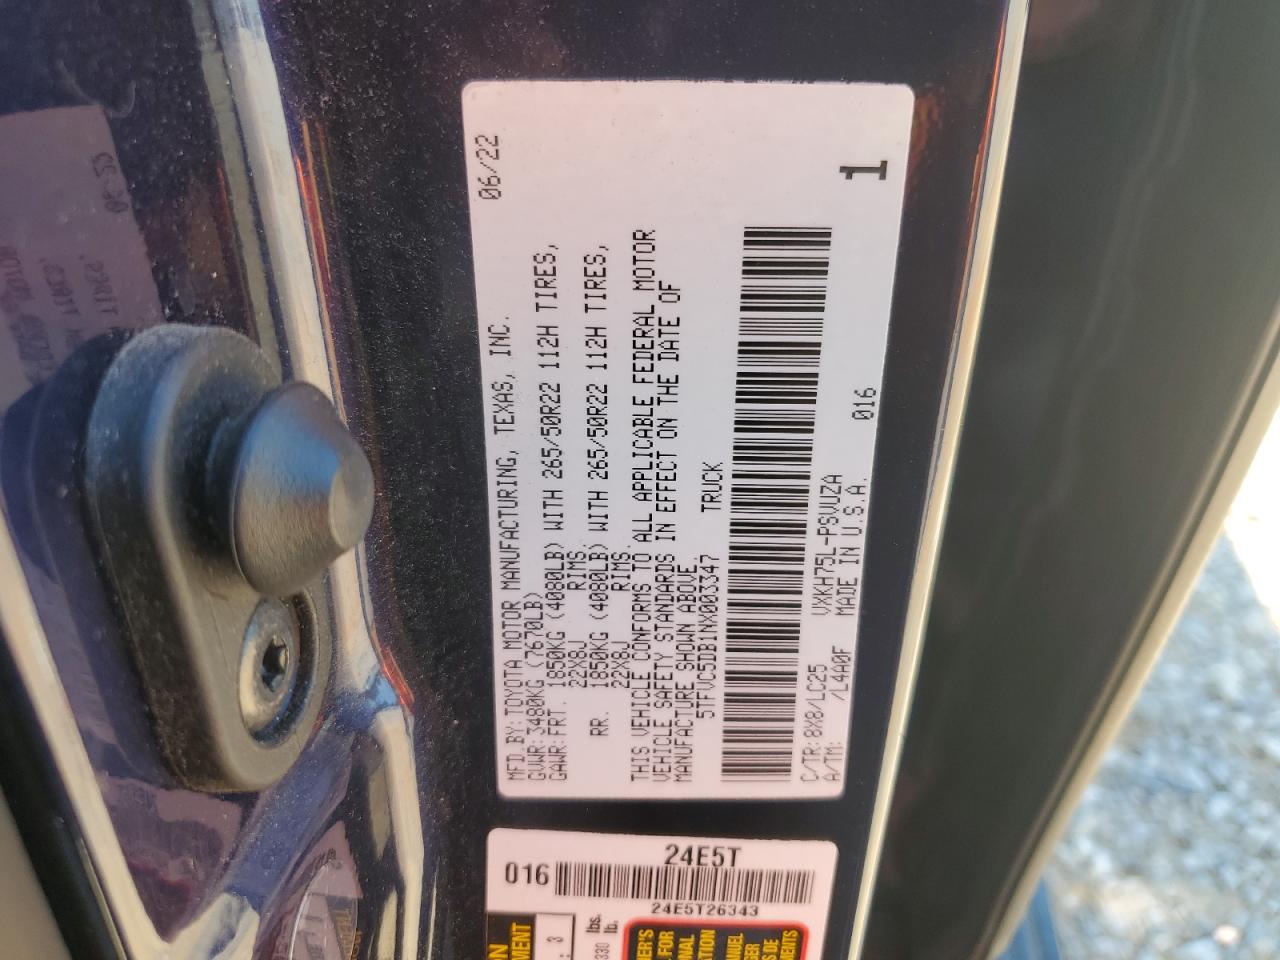 06/22
MFD.BY:TOYOTA MOTOR MANUFACTURING, TEXAS, INC.
GVWR:3480KG (7670LB)
GAWR:FRT. 1850KG (4080LB) WITH 265/50R22 112H TIRES,
22X8J RIMS.
RR. 1850KG (4080LB) WITH 265/50R22 112H TIRES,
22X8J RIMS.
THIS VEHICLE CONFORMS TO ALL APPLICABLE FEDERAL MOTOR
VEHICLE SAFETY STANDARDS IN EFFECT ON THE DATE OF
MANUFACTURE SHOWN ABOVE.
5TFVC5DB1NX003347 TRUCK
C/TR:8X8/LC25 VXKH75L-PSVUZA 016
A/TM: /L4A0F MADE IN U.S.A.
1
24E5T
016
24E5T26343